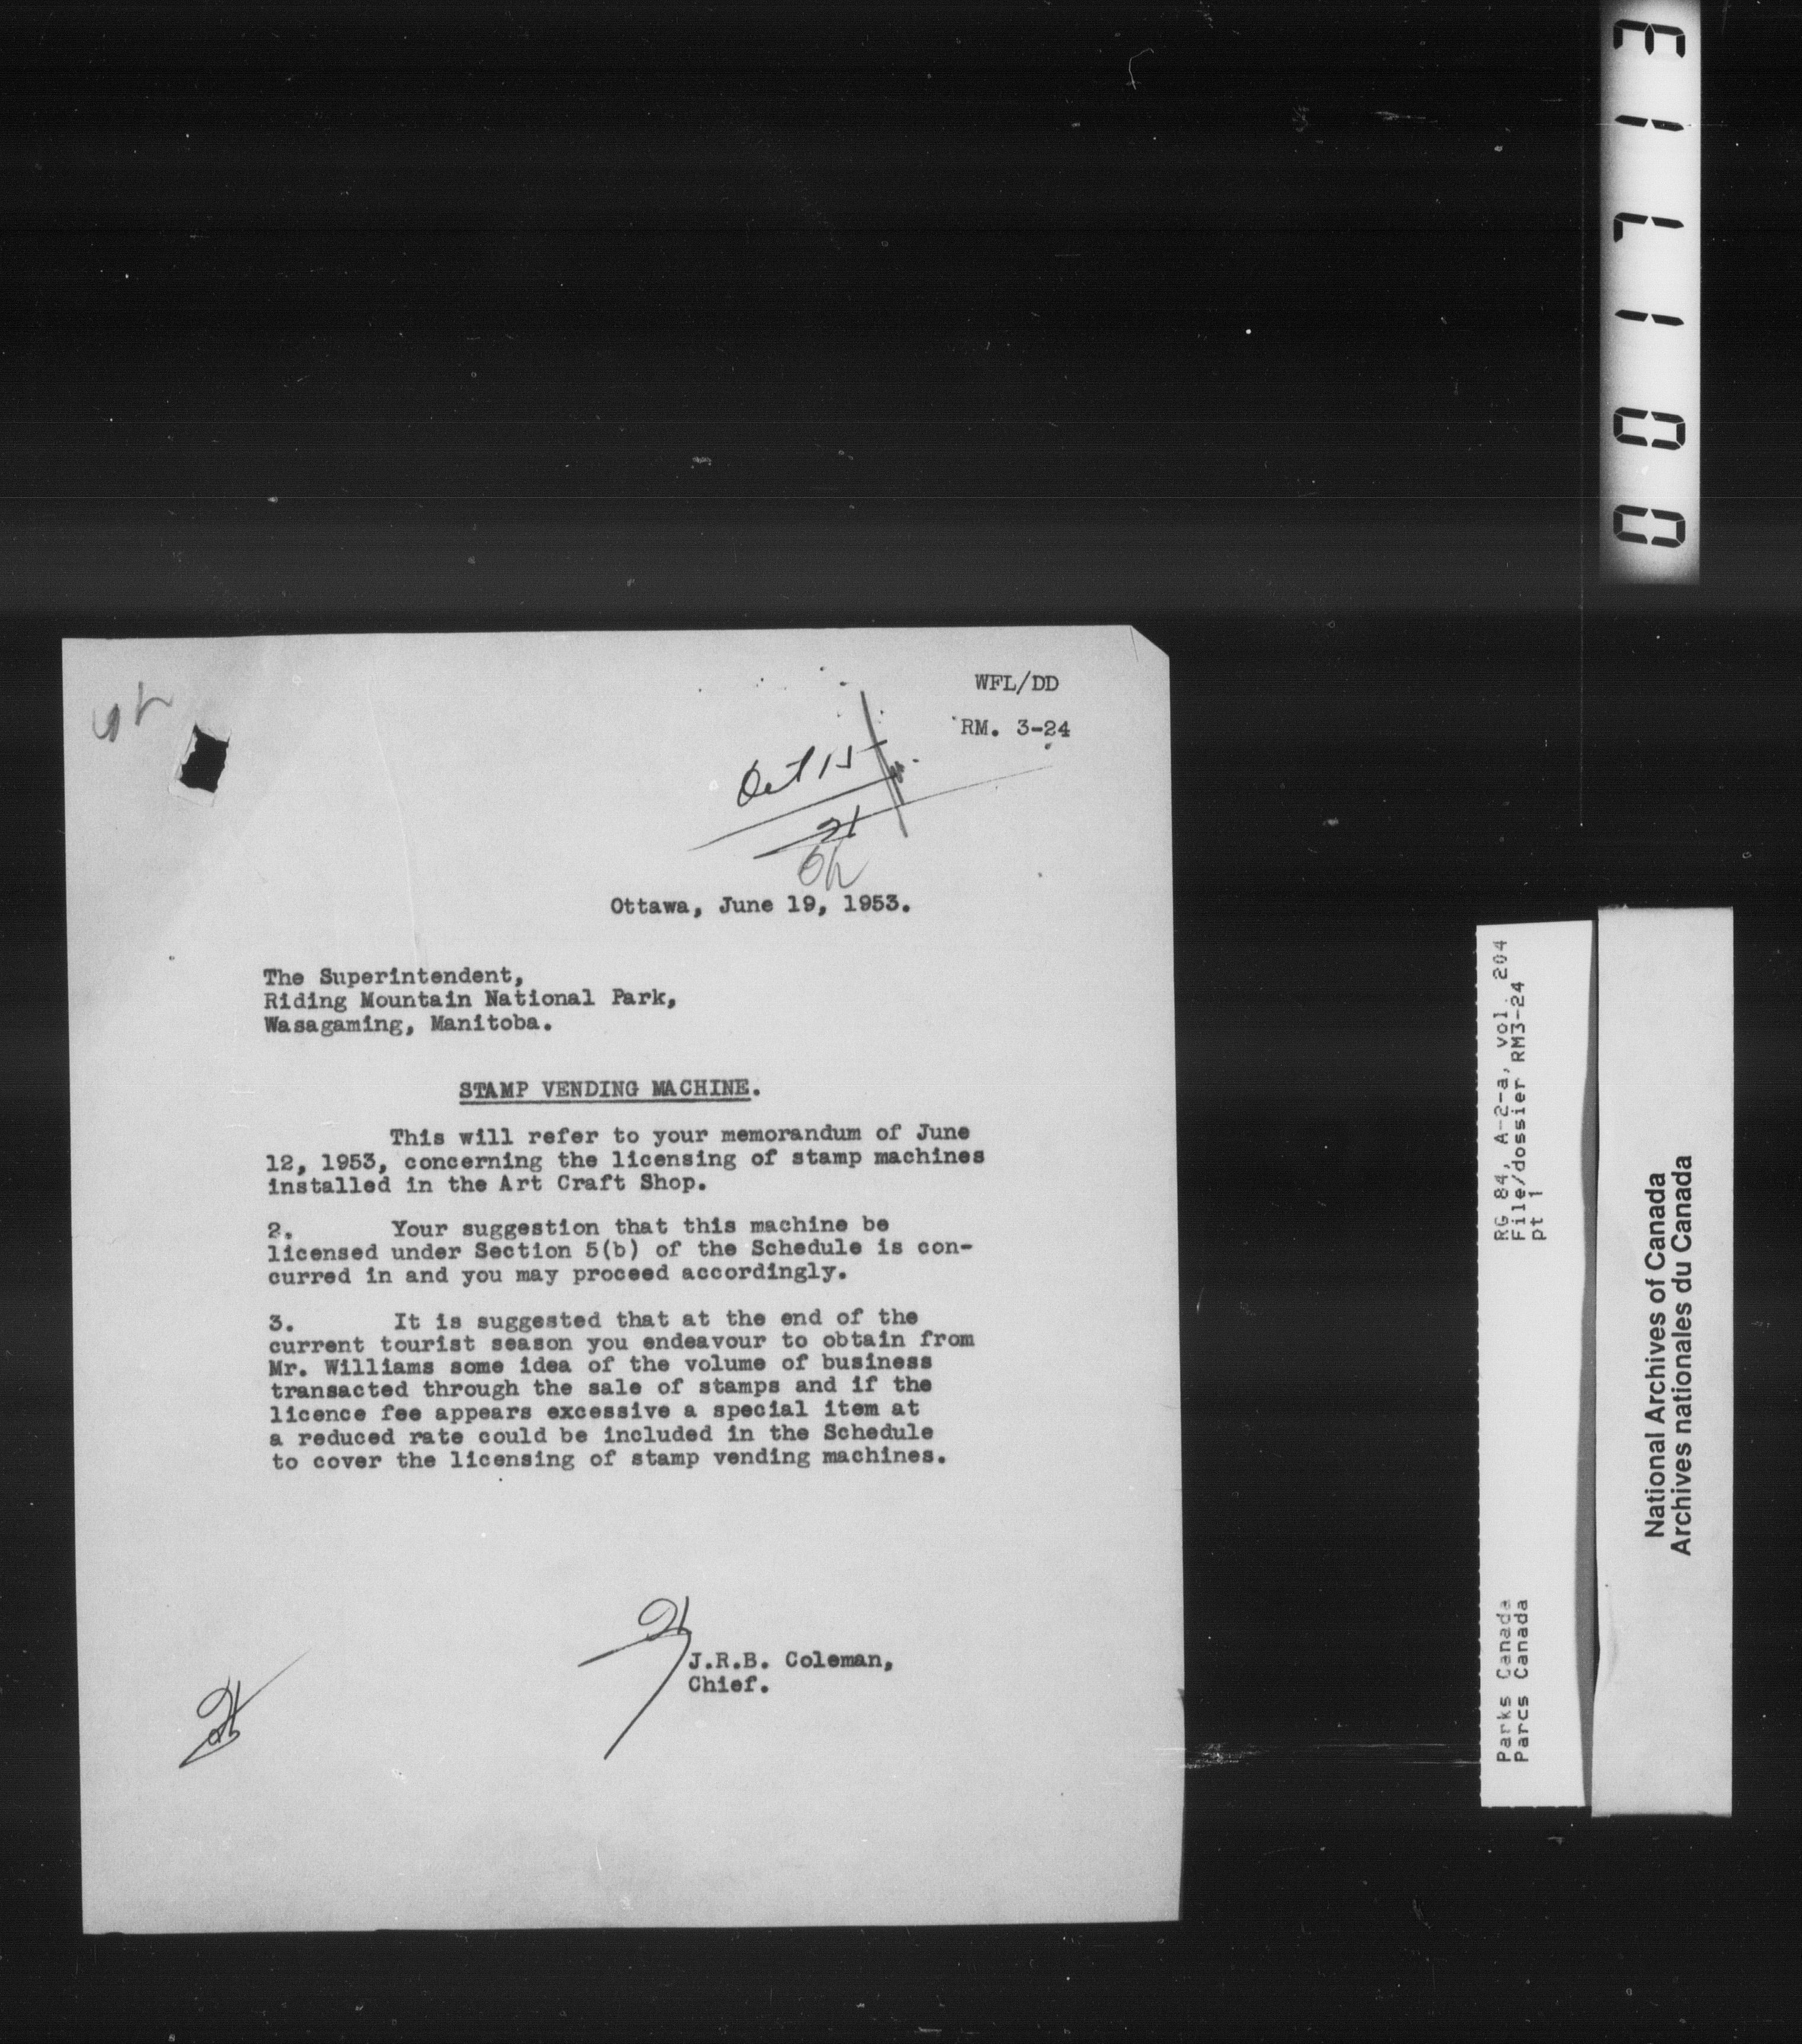 WFL/DD
RM. 3-24
Oct 15
Ottawa, June 19, 1953.
The Superintendent,
Riding Mountain National Park,
Wasagaming, Manitoba.
STAMP VENDING MACHINE.
This will refer to your memorandum of June
12, 1953, concerning the licensing of stamp machines
installed in the Art Craft Shop.
2. Your suggestion that this machine be
licensed under Section 5(b) of the Schedule is con-
curred in and you may proceed accordingly.
3. It is suggested that at the end of the
current tourist season you endeavour to obtain from
Mr. Williams some idea of the volume of business
transacted through the sale of stamps and if the
licence fee appears excessive a special item at
a reduced rate could be included in the Schedule
to cover the licensing of stamp vending machines.
J.R.B. Coleman,
Chief.
Parks Canada
Parcs Canada
RG 84, A-2-a, vol. 204
File/dossier RM3-24
pt 1
National Archives of Canada
Archives nationales du Canada
001713